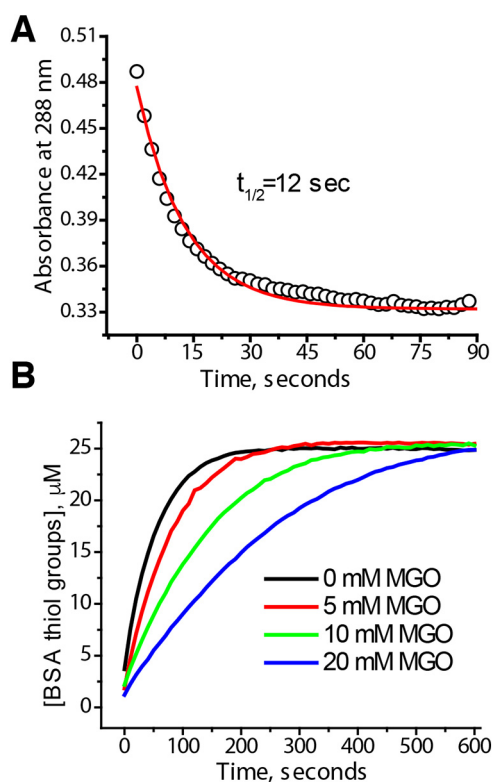 A
0.51
0.48
0.45
0.42
0.39
0.36
0.33
Absorbance at 288 nm
t1/2=12 sec
0 15 30 45 60 75 90
Time, seconds
B
25
20
15
10
5
0
[BSA thiol groups], μM
0 mM MGO
5 mM MGO
10 mM MGO
20 mM MGO
0 100 200 300 400 500 600
Time, seconds